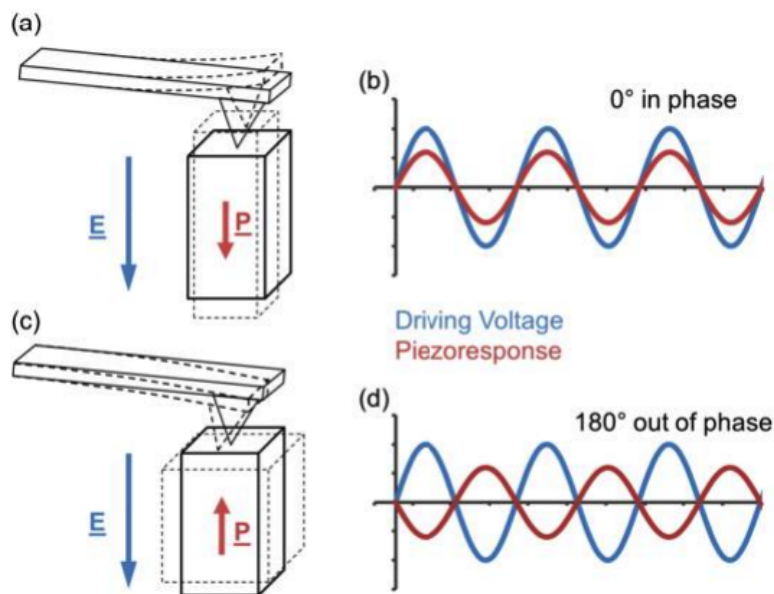 (a)
E
P
(b)
0° in phase
Driving Voltage
Piezoresponse
(c)
E
P
(d)
180° out of phase